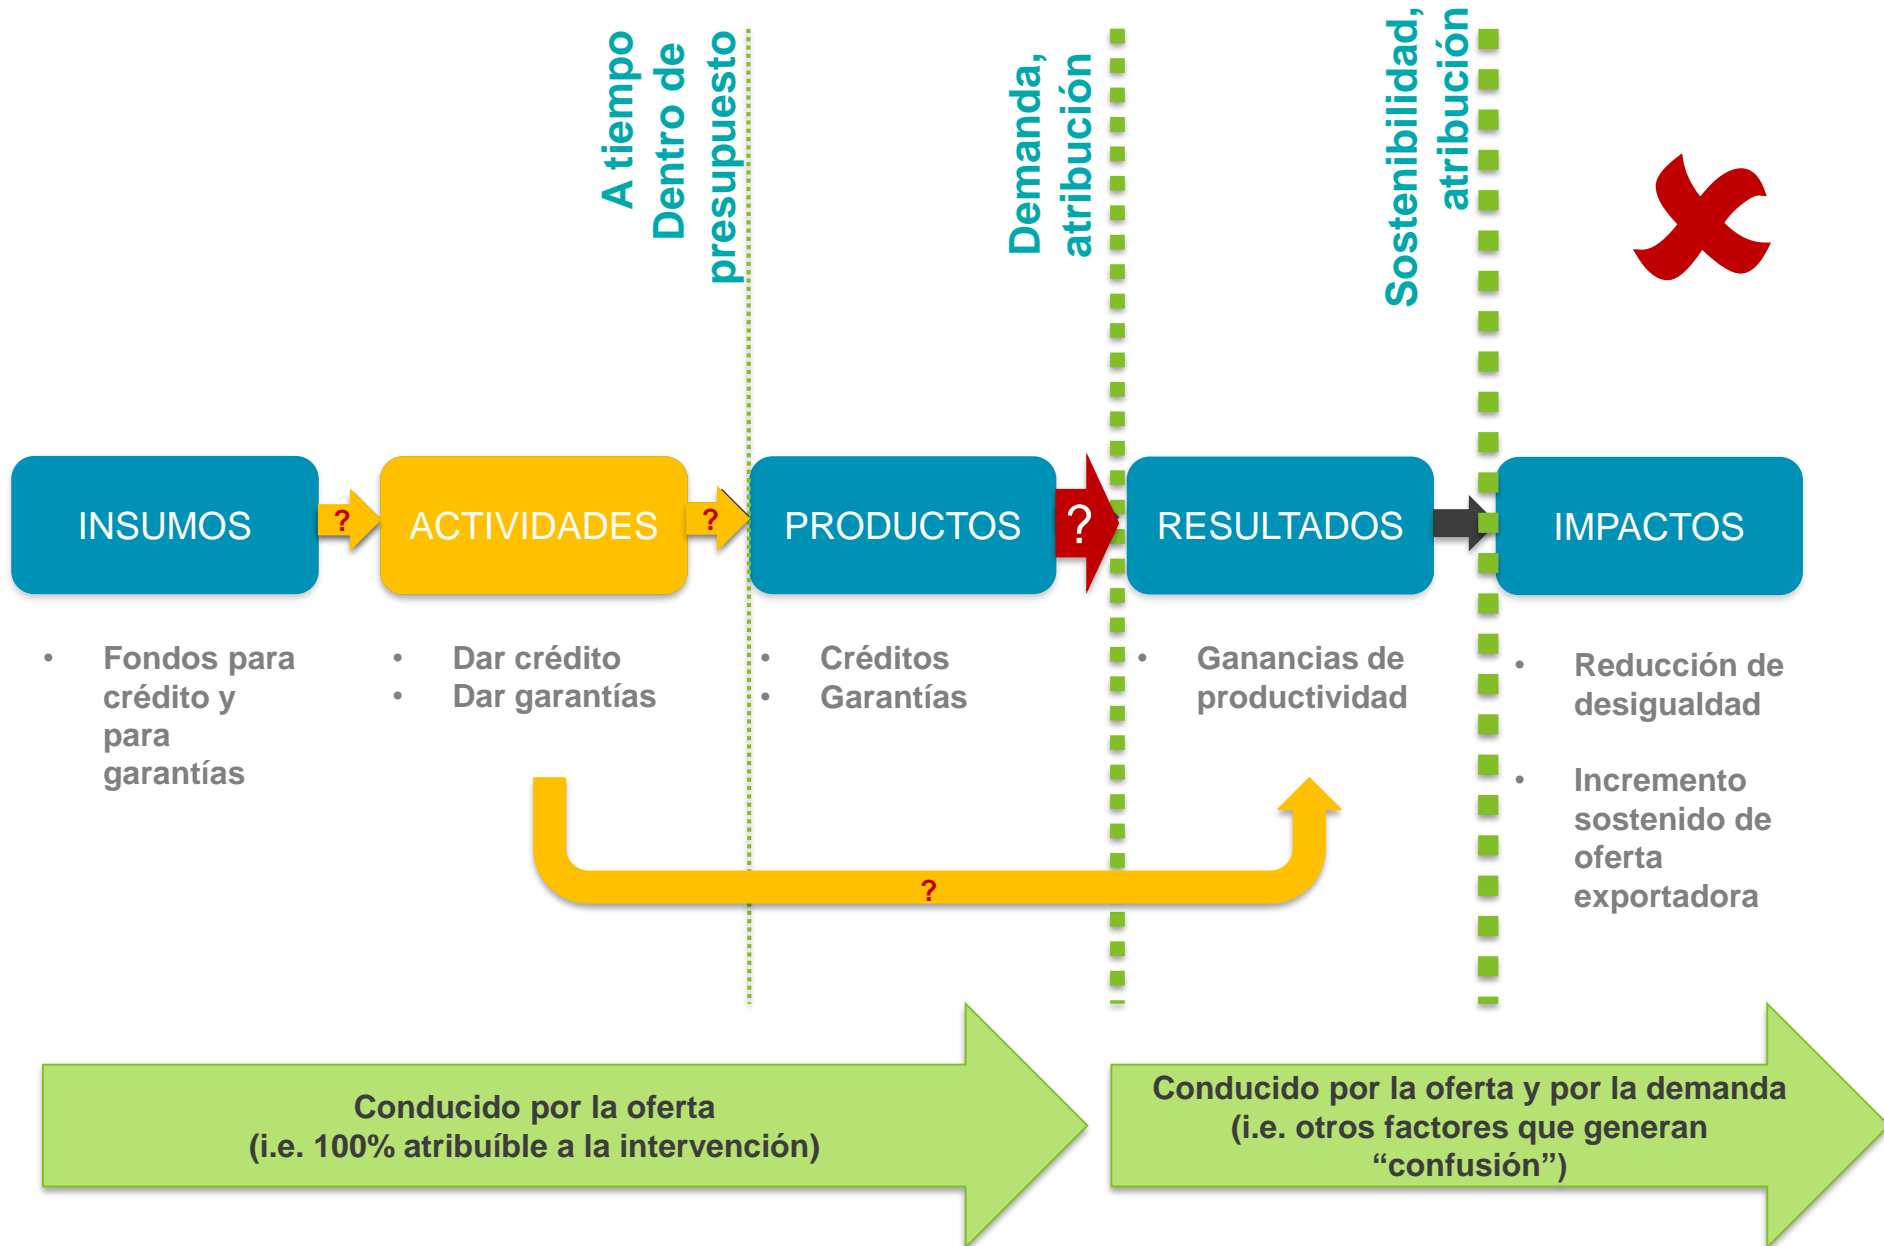 A tiempo
Dentro de
presupuesto
Demanda,
atribución
Sostenibilidad,
atribución
INSUMOS
?
ACTIVIDADES
?
PRODUCTOS
?
RESULTADOS
IMPACTOS
• Fondos para
crédito y
para
garantías
• Dar crédito
• Dar garantías
• Créditos
• Garantías
• Ganancias de
productividad
• Reducción de
desigualdad
• Incremento
sostenido de
oferta
exportadora
?
Conducido por la oferta
(i.e. 100% atribuíble a la intervención)
Conducido por la oferta y por la demanda
(i.e. otros factores que generan
“confusión”)